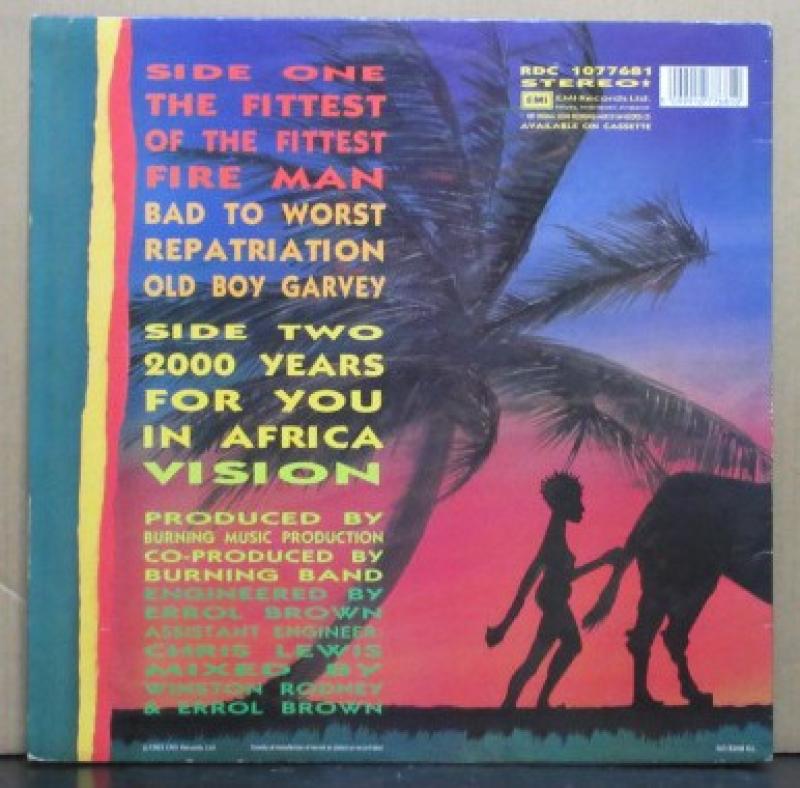 SIDE ONE
THE FITTEST
OF THE FITTEST
FIRE MAN
BAD TO WORST
REPATRIATION
OLD BOY GARVEY
SIDE TWO
2000 YEARS
FOR YOU
IN AFRICA
VISION
PRODUCED BY
BURNING MUSIC PRODUCTION
CO-PRODUCED BY
BURNING BAND
ENGINEERED BY
ERROL BROWN
ASSISTANT ENGINEER:
CHRIS LEWIS
MIXED BY
WINSTON RODNEY
& ERROL BROWN
RDC 1077681
STEREO
EMI
EMI Records Ltd.
AVAILABLE ON CASSETTE
EMI Records Ltd.